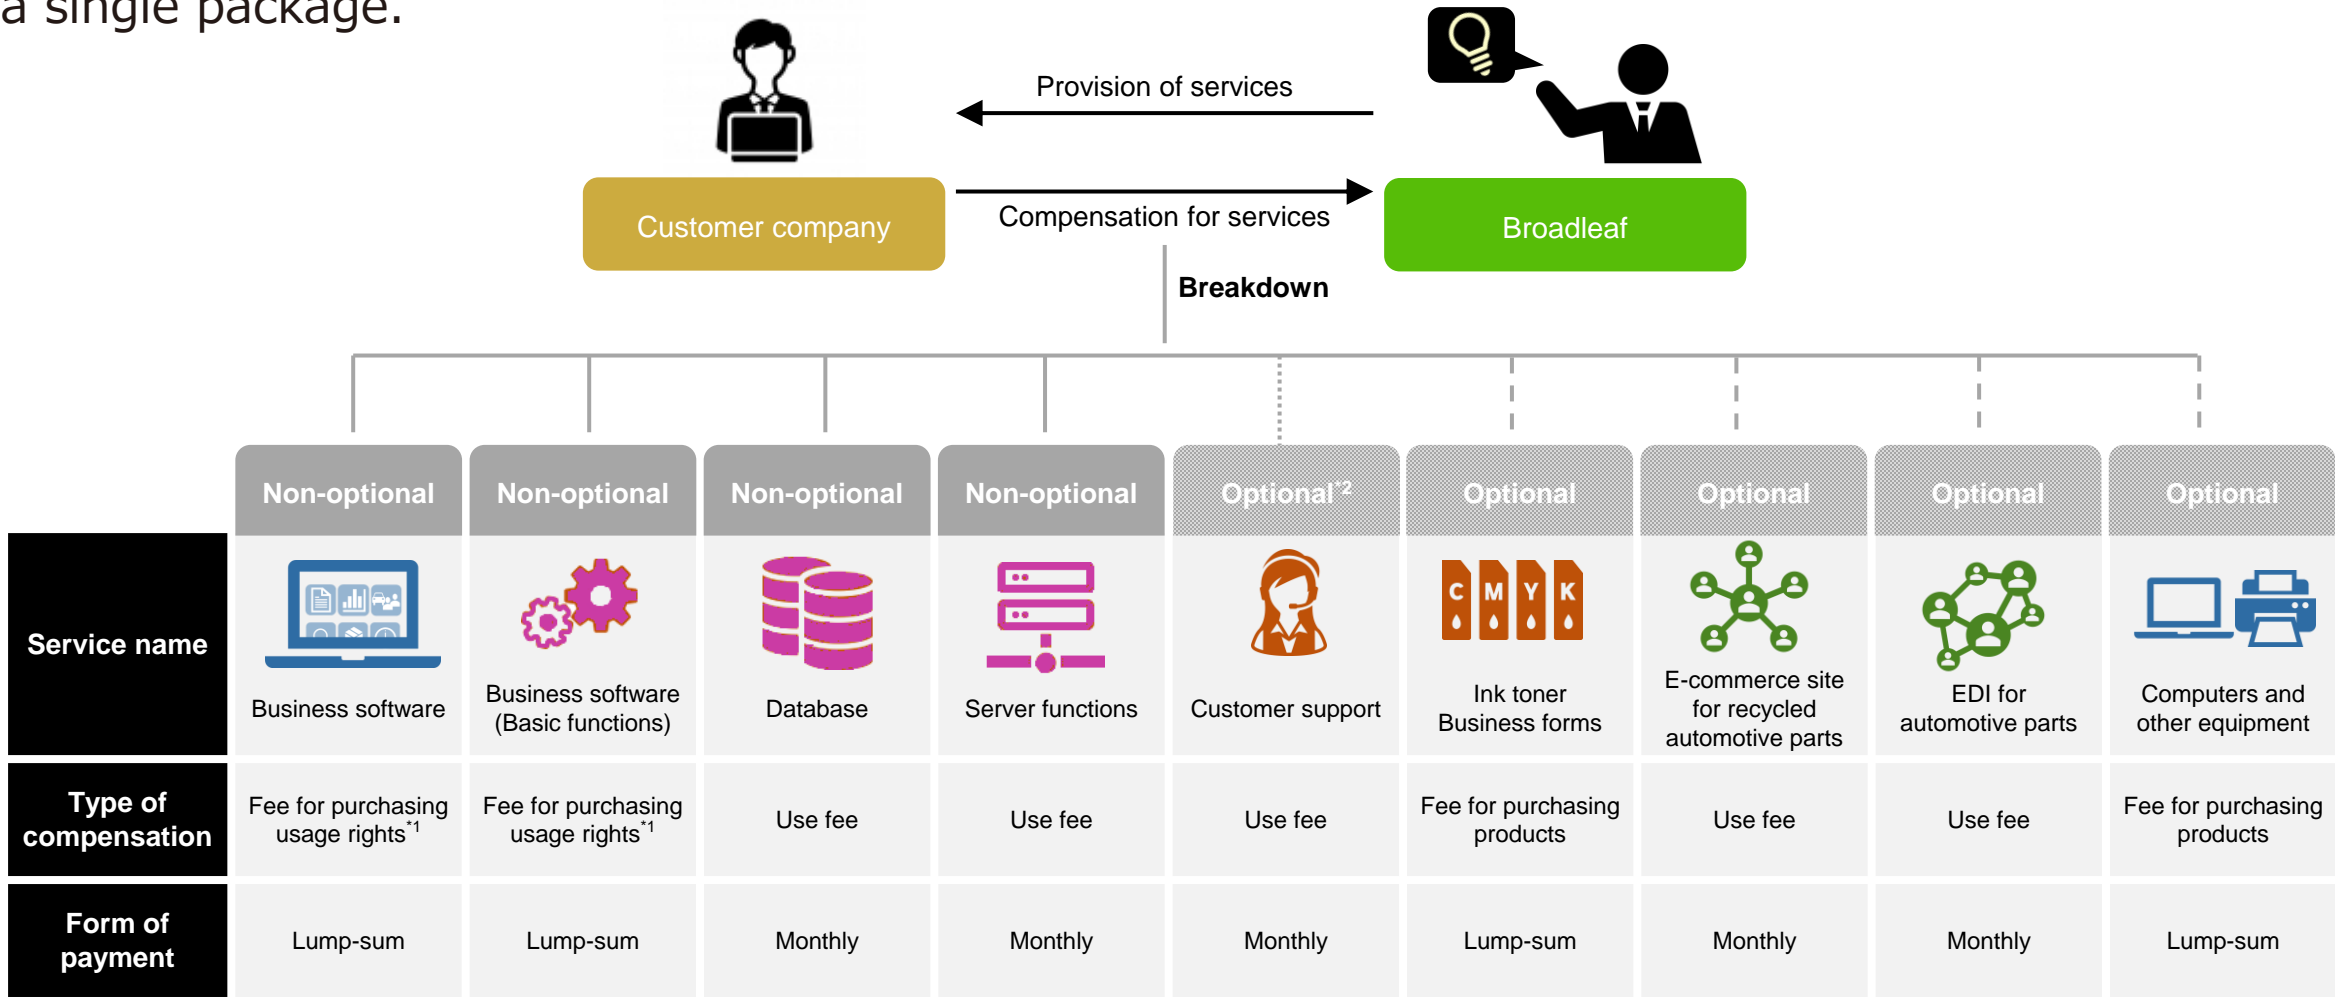 a single package.
Provision of services
Customer company
Compensation for services
Broadleaf
Breakdown
Non-optional
Non-optional
Non-optional
Non-optional
Optional*2
Optional
Optional
Optional
Optional
Service name
Business software
Business software
(Basic functions)
Database
Server functions
Customer support
C M Y K
Ink toner
Business forms
E-commerce site
for recycled
automotive parts
EDI for
automotive parts
Computers and
other equipment
Type of
compensation
Fee for purchasing
usage rights*1
Fee for purchasing
usage rights*1
Use fee
Use fee
Use fee
Fee for purchasing
products
Use fee
Use fee
Fee for purchasing
products
Form of
payment
Lump-sum
Lump-sum
Monthly
Monthly
Monthly
Lump-sum
Monthly
Monthly
Lump-sum